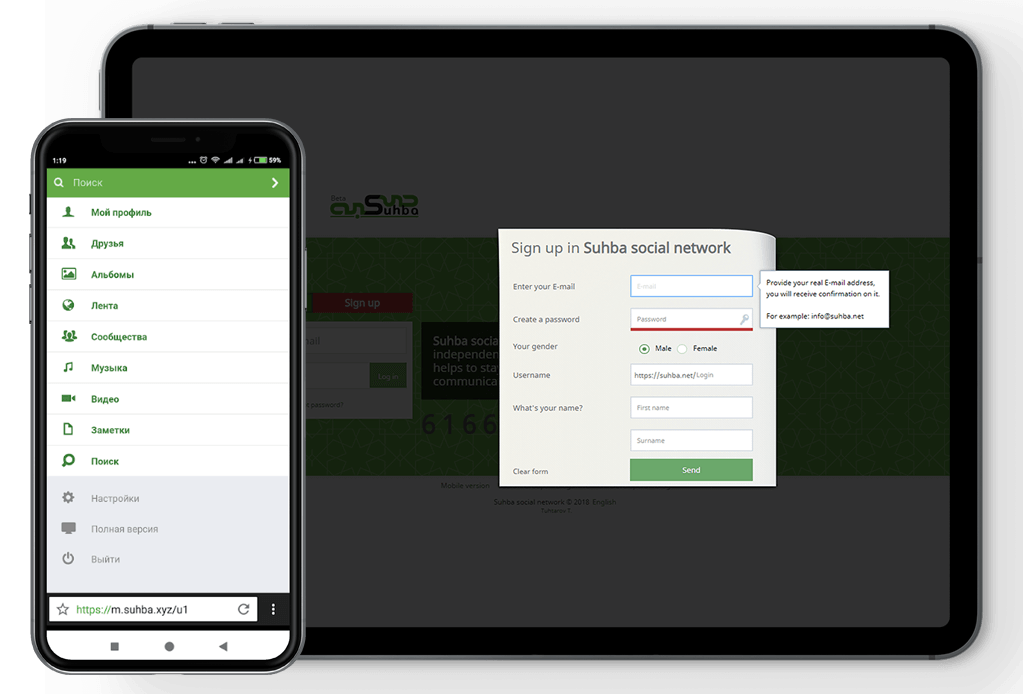 1:19
59%
Поиск
Мой профиль
Друзья
Альбомы
Лента
Сообщества
Музыка
Видео
Заметки
Поиск
Настройки
Полная версия
Выйти
https://m.suhba.xyz/u1
Beta
Suhba
Sign up
mail
Log in
password?
Suhba socia
independen
helps to sta
communica
6166
Mobile version
Suhba social network © 2018. English
Sign up in Suhba social network
Enter your E-mail
E-mail
Create a password
Password
Your gender
Male
Female
Username
https://suhba.net/Login
What's your name?
First name
Surname
Clear form
Send
Provide your real E-mail address,
you will receive confirmation on it.
For example: info@suhba.net